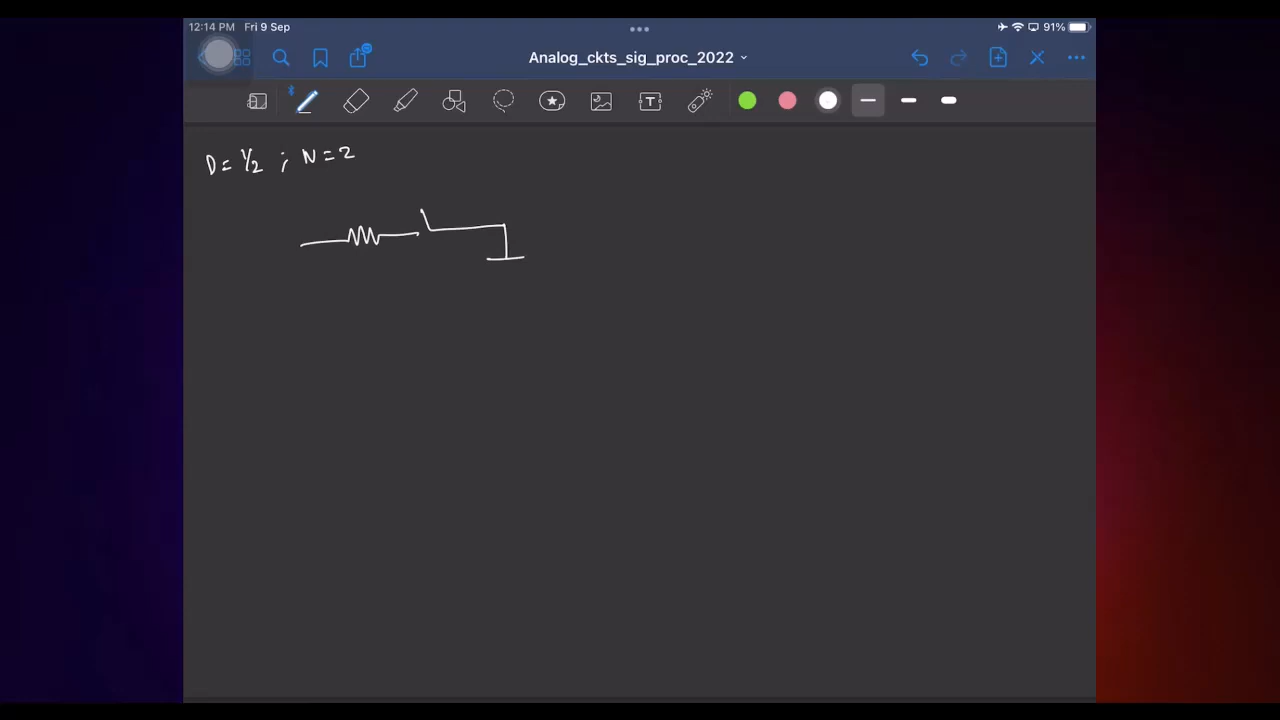 12:14 PM Fri 9 Sep 91%
Analog_ckts_sig_proc_2022
D = 1/2 ; N = 2